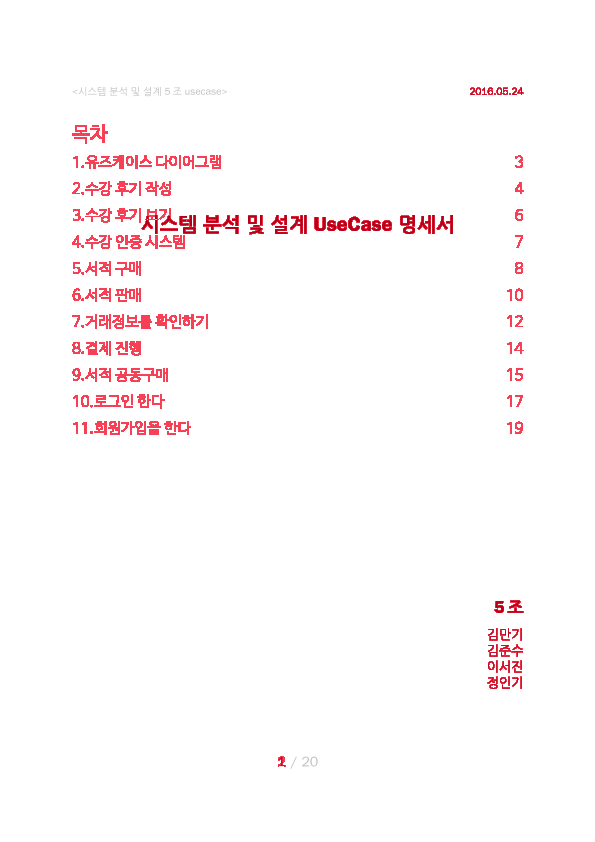 <시스템 분석 및 설계 5 조 usecase> 2016.05.24
목차
1.유즈케이스 다이어그램 3
2.수강 후기 작성 4
3.수강 후기 보기 6
시스템 분석 및 설계 UseCase 명세서
4.수강 인증 시스템 7
5.서적 구매 8
6.서적 판매 10
7.거래정보를 확인하기 12
8.결제 진행 14
9.서적 공동구매 15
10.로그인 한다 17
11.회원가입을 한다 19
5 조
김만기
김준수
이서진
정인기
/ 20